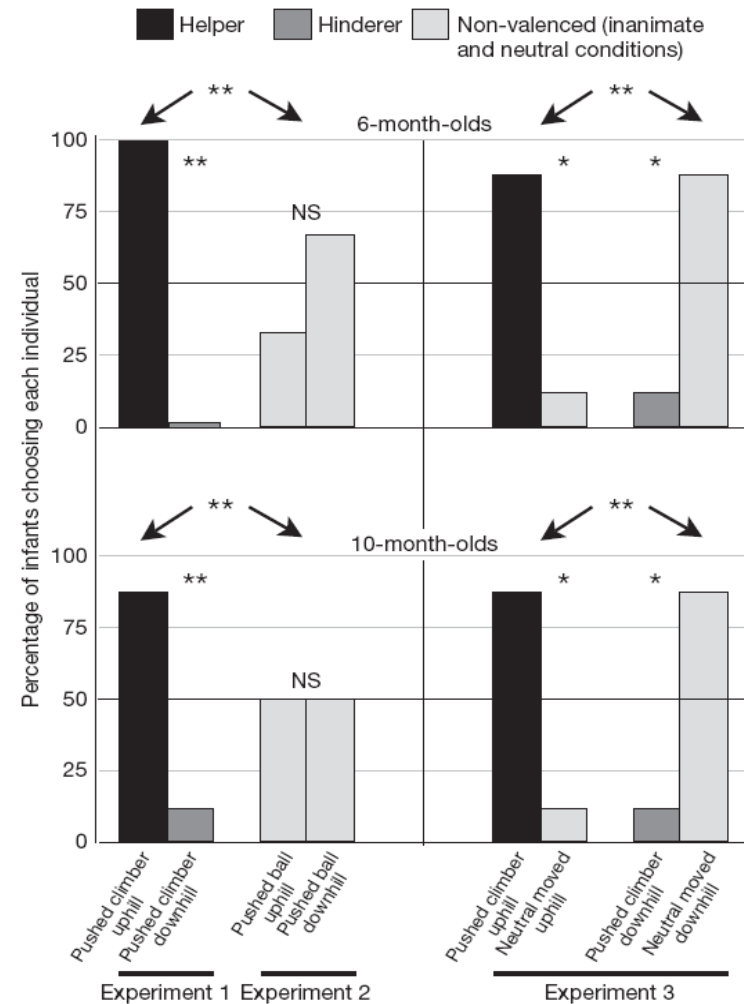 Helper
Hinderer
Non-valenced (inanimate
and neutral conditions)
**
**
6-month-olds
100
75
50
25
0
**
NS
*
*
Percentage of infants choosing each individual
**
**
10-month-olds
100
75
50
25
0
**
NS
*
*
Pushed climber
uphill
Pushed climber
downhill
Pushed ball
uphill
Pushed ball
downhill
Pushed climber
uphill
Neutral moved
uphill
Pushed climber
downhill
Neutral moved
downhill
Experiment 1
Experiment 2
Experiment 3